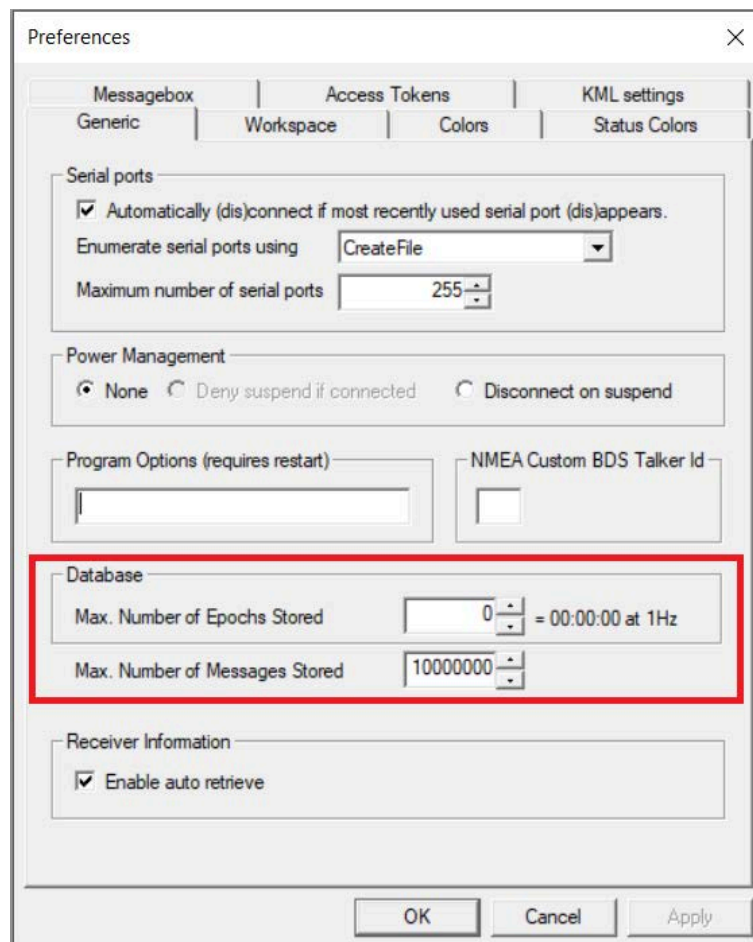 Preferences
Messagebox Access Tokens KML settings
Generic Workspace Colors Status Colors
Serial ports
Automatically (dis)connect if most recently used serial port (dis)appears.
Enumerate serial ports using CreateFile
Maximum number of serial ports 255
Power Management
None Deny suspend if connected Disconnect on suspend
Program Options (requires restart) NMEA Custom BDS Talker Id
Database
Max. Number of Epochs Stored 0 = 00:00:00 at 1Hz
Max. Number of Messages Stored 10000000
Receiver Information
Enable auto retrieve
OK Cancel Apply